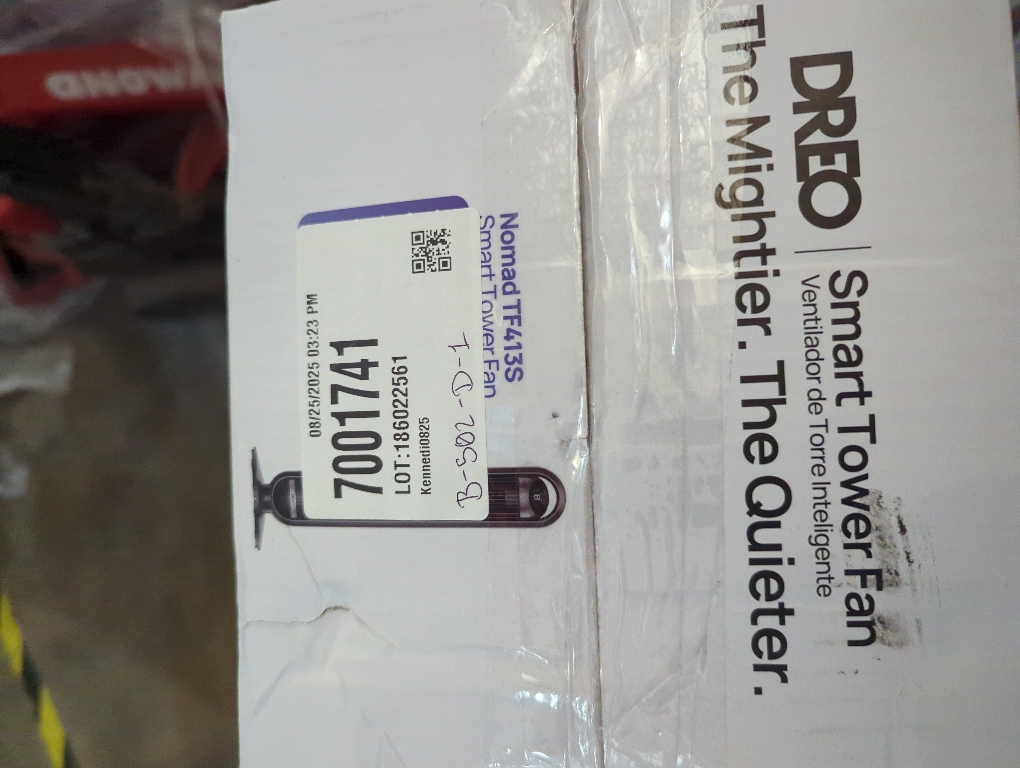 DREO | Smart Tower Fan
Ventilador de Torre Inteligente
The Mightier. The Quieter.
Nomad TF413S
Smart Tower Fan
08/25/2025 03:23 PM
7001741
LOT:186022561
Kennedi0825
B-502-D-1